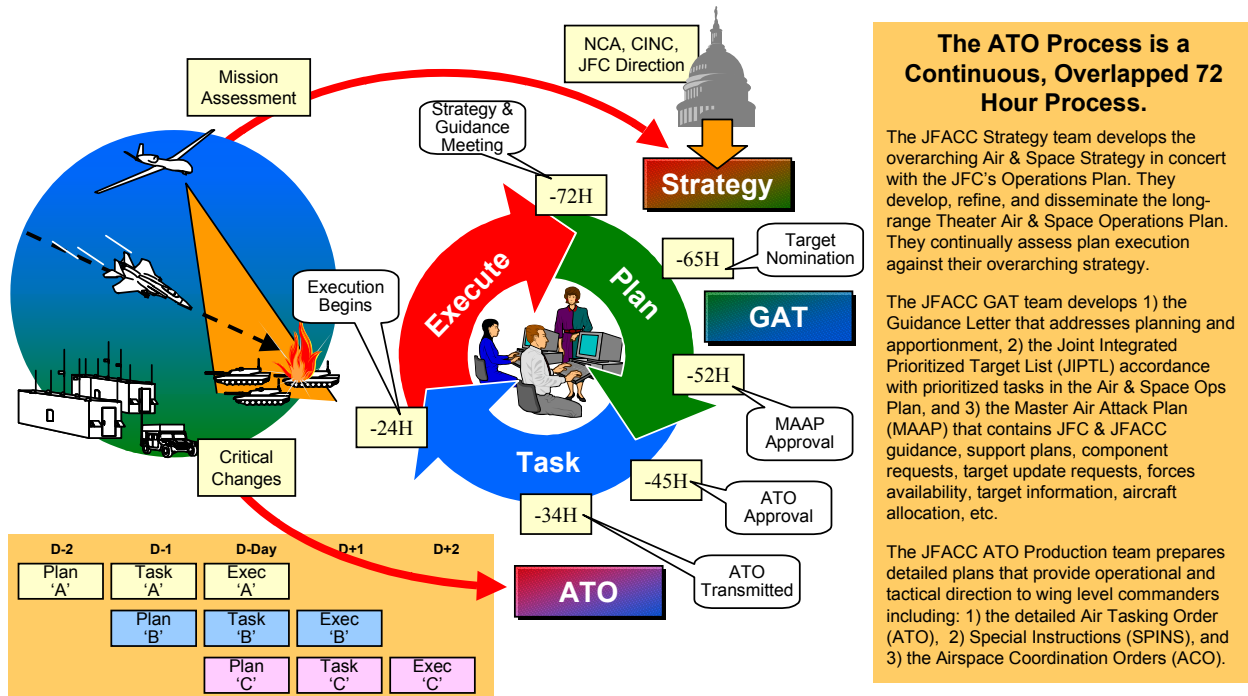 Mission
Assessment
NCA, CINC,
JFC Direction
Strategy &
Guidance
Meeting
Strategy
-72H
-65H
Target
Nomination
GAT
Execution
Begins
Execute
Plan
Task
-52H
MAAP
Approval
-24H
-45H
ATO
Approval
-34H
ATO
Transmitted
Critical
Changes
ATO
D-2 D-1 D-Day D+1 D+2
Plan Task Exec
‘A’ ‘A’ ‘A’
Plan Task Exec
‘B’ ‘B’ ‘B’
Plan Task Exec
‘C’ ‘C’ ‘C’
The ATO Process is a
Continuous, Overlapped 72
Hour Process.
The JFACC Strategy team develops the
overarching Air & Space Strategy in concert
with the JFC’s Operations Plan. They
develop, refine, and disseminate the long-
range Theater Air & Space Operations Plan.
They continually assess plan execution
against their overarching strategy.
The JFACC GAT team develops 1) the
Guidance Letter that addresses planning and
apportionment, 2) the Joint Integrated
Prioritized Target List (JIPTL) accordance
with prioritized tasks in the Air & Space Ops
Plan, and 3) the Master Air Attack Plan
(MAAP) that contains JFC & JFACC
guidance, support plans, component
requests, target update requests, forces
availability, target information, aircraft
allocation, etc.
The JFACC ATO Production team prepares
detailed plans that provide operational and
tactical direction to wing level commanders
including: 1) the detailed Air Tasking Order
(ATO), 2) Special Instructions (SPINS), and
3) the Airspace Coordination Orders (ACO).